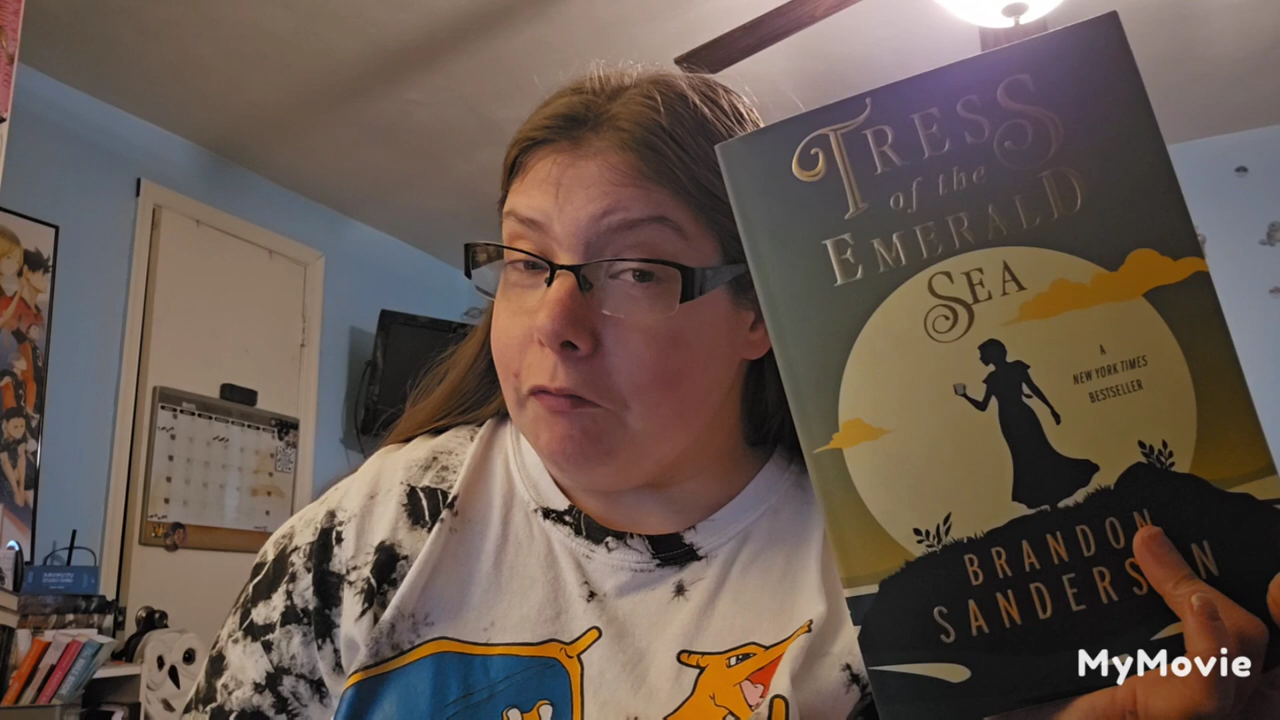 TRESS
of the
EMERALD
SEA
A
NEW YORK TIMES
BESTSELLER
BRANDON
SANDERSON
MyMovie